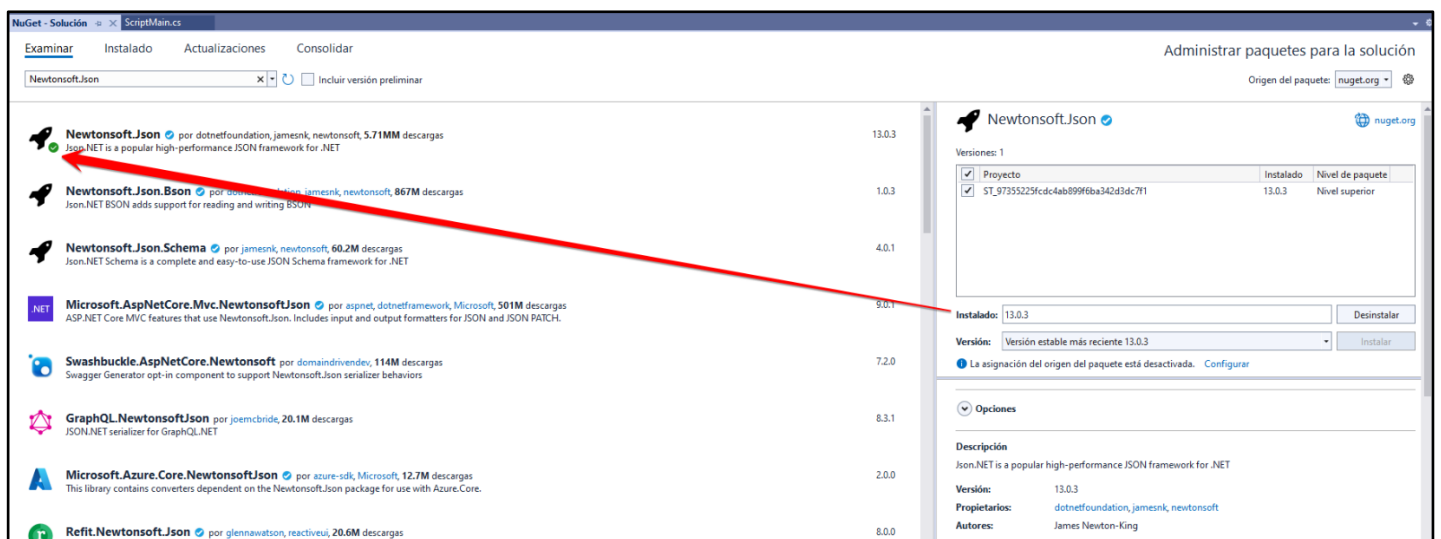 NuGet - Solución ScriptMain.cs
Examinar Instalado Actualizaciones Consolidar
Administrar paquetes para la solución
Newtonsoft.Json
Incluir versión preliminar
Origen del paquete: nuget.org
Newtonsoft.Json por dotnetfoundation, jamesnk, newtonsoft, 5.71MM descargas 13.0.3
Json.NET is a popular high-performance JSON framework for .NET
Newtonsoft.Json.Bson por jamesnk, newtonsoft, 867M descargas 1.0.3
Json.NET BSON adds support for reading and writing BSON
Newtonsoft.Json.Schema por jamesnk, newtonsoft, 60.2M descargas 4.0.1
Json.NET Schema is a complete and easy-to-use JSON Schema framework for .NET
.NET
Microsoft.AspNetCore.Mvc.NewtonsoftJson por aspnet, dotnetframework, Microsoft, 501M descargas 9.0.1
ASP.NET Core MVC features that use Newtonsoft.Json. Includes input and output formatters for JSON and JSON PATCH.
Swashbuckle.AspNetCore.Newtonsoft por domaindrivendev, 114M descargas 7.2.0
Swagger Generator opt-in component to support Newtonsoft.Json serializer behaviors
GraphQL.NewtonsoftJson por joemcbride, 20.1M descargas 8.3.1
JSON.NET serializer for GraphQL.NET
Microsoft.Azure.Core.NewtonsoftJson por azure-sdk, Microsoft, 12.7M descargas 2.0.0
This library contains converters dependent on the Newtonsoft.Json package for use with Azure.Core.
Refit.Newtonsoft.Json por glennawatson, reactiveui, 20.6M descargas 8.0.0
Newtonsoft.Json nuget.org
Versiones: 1
Proyecto Instalado Nivel de paquete
ST_97355225fcdc4ab899f6ba342d3dc7f1 13.0.3 Nivel superior
Instalado: 13.0.3 Desinstalar
Versión: Versión estable más reciente 13.0.3 Instalar
La asignación del origen del paquete está desactivada. Configurar
Opciones
Descripción
Json.NET is a popular high-performance JSON framework for .NET
Versión: 13.0.3
Propietarios: dotnetfoundation, jamesnk, newtonsoft
Autores: James Newton-King